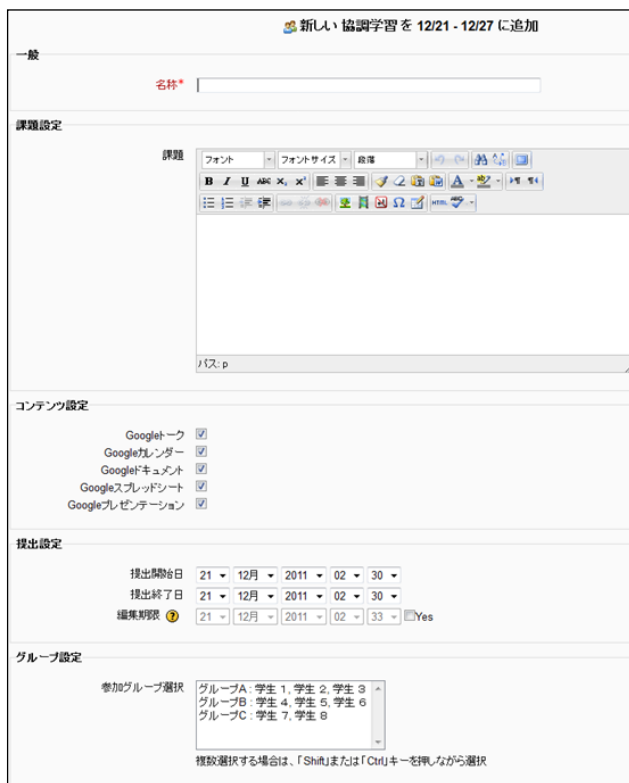 新しい 協調学習 を 12/21 - 12/27 に追加
一般
名称*
課題設定
課題
フォント フォントサイズ 段落
B I U ABC X₂ X²
HTML
パス: p
コンテンツ設定
Googleトーク
Googleカレンダー
Googleドキュメント
Googleスプレッドシート
Googleプレゼンテーション
提出設定
提出開始日 21 12月 2011 02 30
提出終了日 21 12月 2011 02 30
編集期限 21 12月 2011 02 33 Yes
グループ設定
参加グループ選択
グループA : 学生 1, 学生 2, 学生 3
グループB : 学生 4, 学生 5, 学生 6
グループC : 学生 7, 学生 8
複数選択する場合は、「Shift」または「Ctrl」キーを押しながら選択